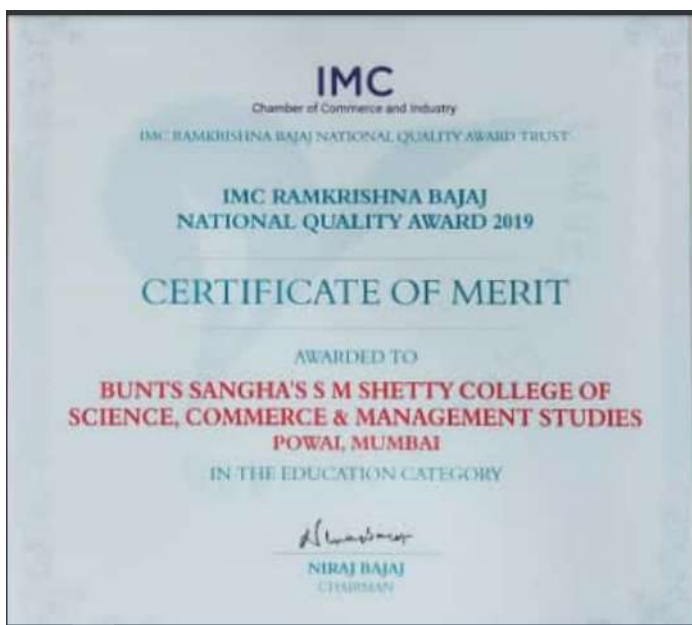 IMC
Chamber of Commerce and Industry
IMC RAMKRISHNA BAJAJ NATIONAL QUALITY AWARD TRUST
IMC RAMKRISHNA BAJAJ
NATIONAL QUALITY AWARD 2019
CERTIFICATE OF MERIT
AWARDED TO
BUNTS SANGHA'S S M SHETTY COLLEGE OF
SCIENCE, COMMERCE & MANAGEMENT STUDIES
POWAI, MUMBAI
IN THE EDUCATION CATEGORY
NIRAJ BAJAJ
CHAIRMAN